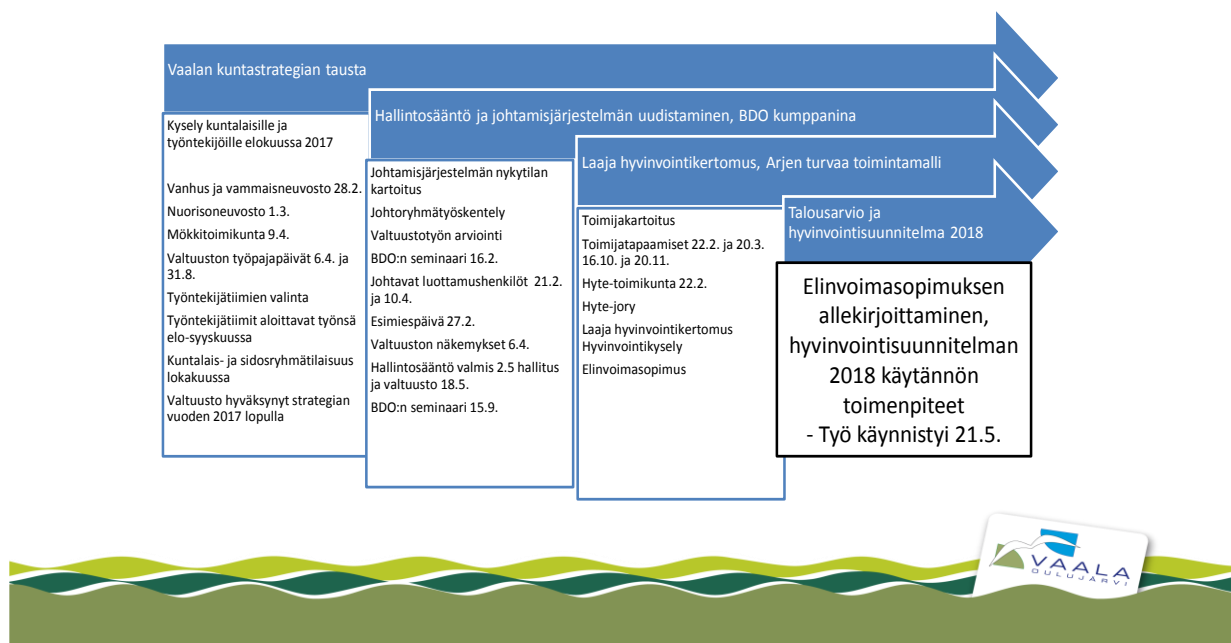 Vaalan kuntastrategian tausta
Kysely kuntalaisille ja
työntekijöille elokuussa 2017
Vanhus ja vammaisneuvosto 28.2.
Nuorisoneuvosto 1.3.
Mökkitoimikunta 9.4.
Valtuuston työpajapäivät 6.4. ja
31.8.
Työntekijätiimien valinta
Työntekijätiimit aloittavat työnsä
elo-syyskuussa
Kuntalais- ja sidosryhmätilaisuus
lokakuussa
Valtuusto hyväksynyt strategian
vuoden 2017 lopulla
Hallintosääntö ja johtamisjärjestelmän uudistaminen, BDO kumppanina
Johtamisjärjestelmän nykytilan
kartoitus
Johtoryhmätyöskentely
Valtuustotyön arviointi
BDO:n seminaari 16.2.
Johtavat luottamushenkilöt 21.2.
ja 10.4.
Esimiespäivä 27.2.
Valtuuston näkemykset 6.4.
Hallintosääntö valmis 2.5 hallitus
ja valtuusto 18.5.
BDO:n seminaari 15.9.
Laaja hyvinvointikertomus, Arjen turvaa toimintamalli
Toimijakartoitus
Toimijatapaamiset 22.2. ja 20.3.
16.10. ja 20.11.
Hyte-toimikunta 22.2.
Hyte-jory
Laaja hyvinvointikertomus
Hyvinvointikysely
Elinvoimasopimus
Talousarvio ja
hyvinvointisuunnitelma 2018
Elinvoimasopimuksen
allekirjoittaminen,
hyvinvointisuunnitelman
2018 käytännön
toimenpiteet
- Työ käynnistyi 21.5.
VAALA
OULUJÄRVI